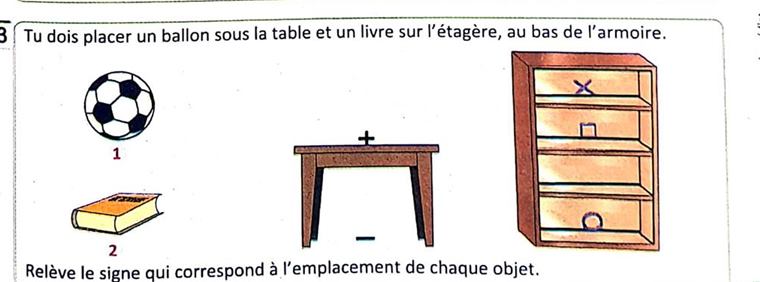 3 Tu dois placer un ballon sous la table et un livre sur l'étagère, au bas de l'armoire.
1
+
2
–
Relève le signe qui correspond à l'emplacement de chaque objet.